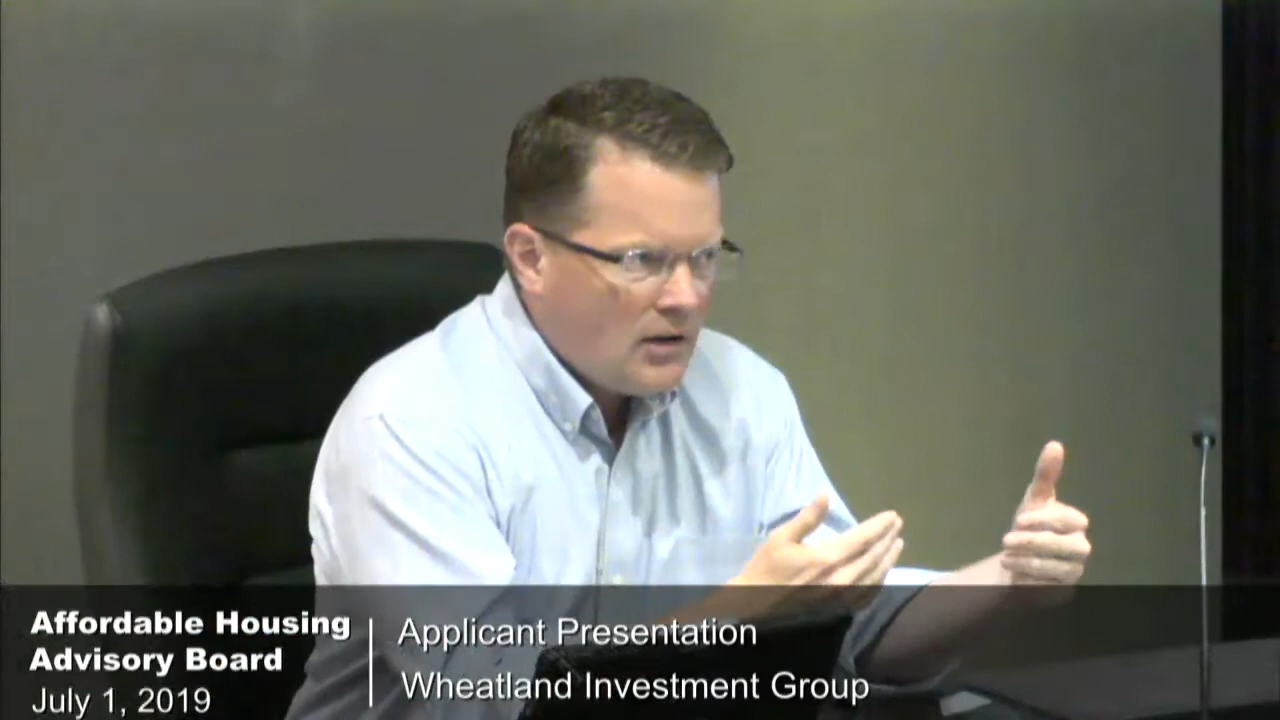 Affordable Housing
Advisory Board
July 1, 2019
Applicant Presentation
Wheatland Investment Group